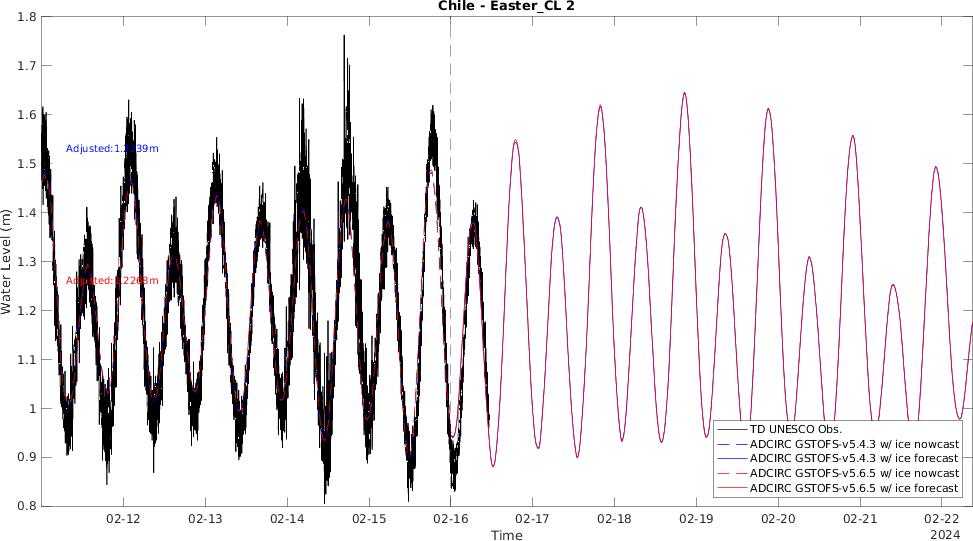 Chile - Easter_CL 2
Water Level (m)
1.8
1.7
1.6
1.5
1.4
1.3
1.2
1.1
1
0.9
0.8
02-12
02-13
02-14
02-15
02-16
02-17
02-18
02-19
02-20
02-21
02-22
2024
Time
TD UNESCO Obs.
ADCIRC GSTOFS-v5.4.3 w/ ice nowcast
ADCIRC GSTOFS-v5.4.3 w/ ice forecast
ADCIRC GSTOFS-v5.6.5 w/ ice nowcast
ADCIRC GSTOFS-v5.6.5 w/ ice forecast